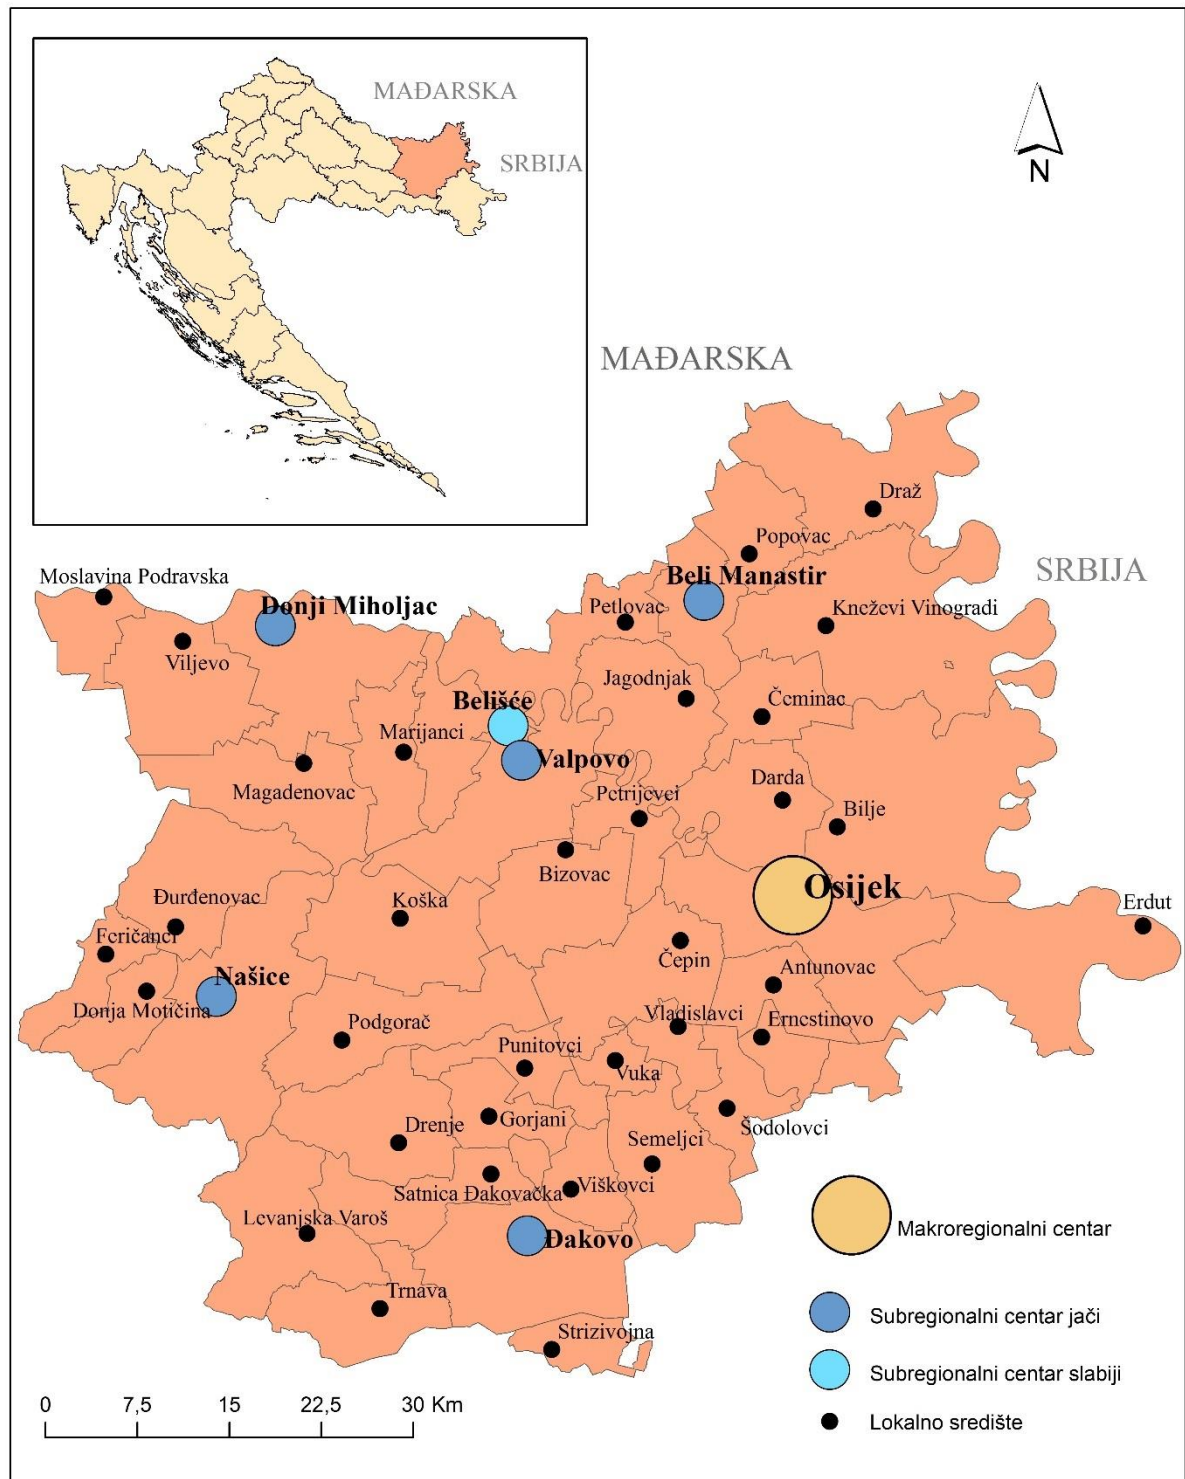 MAĐARSKA
SRBIJA
N
MAĐARSKA
SRBIJA
Draž
Popovac
Beli Manastir
Moslavina Podravska
Donji Miholjac
Petlovac
Kneževi Vinogradi
Viljevo
Jagodnjak
Belišće
Čeminac
Marijanci
Valpovo
Magadenovac
Petrijevci
Darda
Bilje
Bizovac
Osijek
Đurđenovac
Koška
Erdut
Feričanci
Čepin
Našice
Antunovac
Donja Motičina
Podgorač
Vladislavci
Ernestinovo
Punitovci
Vuka
Drenje
Gorjani
Šodolovci
Semeljci
Satnica Đakovačka
Viškovci
Levanjska Varoš
Đakovo
Trnava
Strizivojna
Makroregionalni centar
Subregionalni centar jači
Subregionalni centar slabiji
Lokalno središte
0 7,5 15 22,5 30 Km